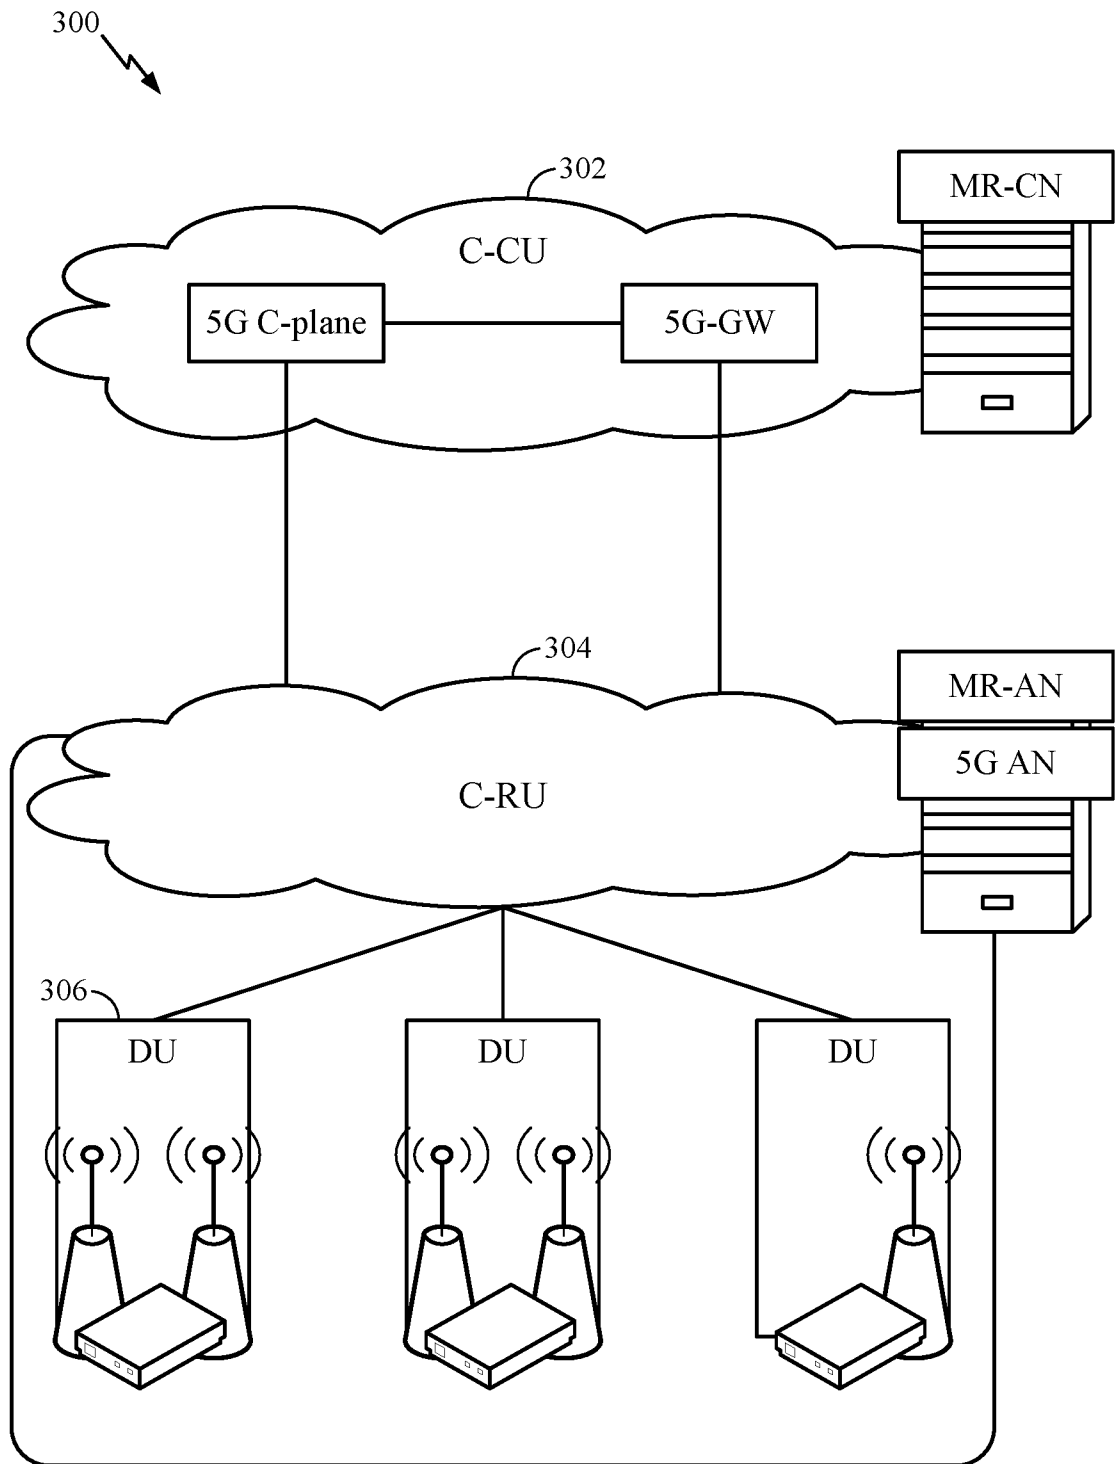 300
302
MR-CN
C-CU
5G C-plane
5G-GW
304
MR-AN
5G AN
C-RU
306
DU
DU
DU